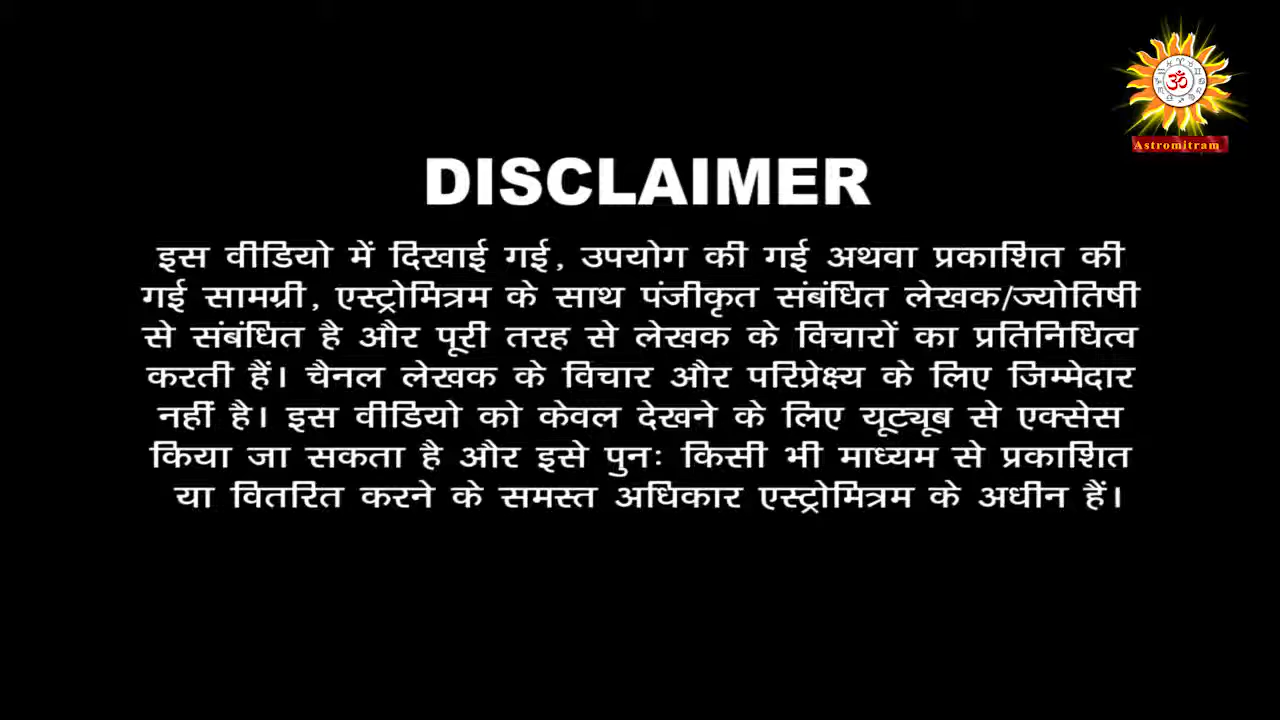 Astromitram
DISCLAIMER
इस वीडियो में दिखाई गई, उपयोग की गई अथवा प्रकाशित की
गई सामग्री, एस्ट्रोमित्रम के साथ पंजीकृत संबंधित लेखक/ज्योतिषी
से संबंधित है और पूरी तरह से लेखक के विचारों का प्रतिनिधित्व
करती हैं। चैनल लेखक के विचार और परिप्रेक्ष्य के लिए जिम्मेदार
नहीं है। इस वीडियो को केवल देखने के लिए यूट्यूब से एक्सेस
किया जा सकता है और इसे पुनः किसी भी माध्यम से प्रकाशित
या वितरित करने के समस्त अधिकार एस्ट्रोमित्रम के अधीन हैं।